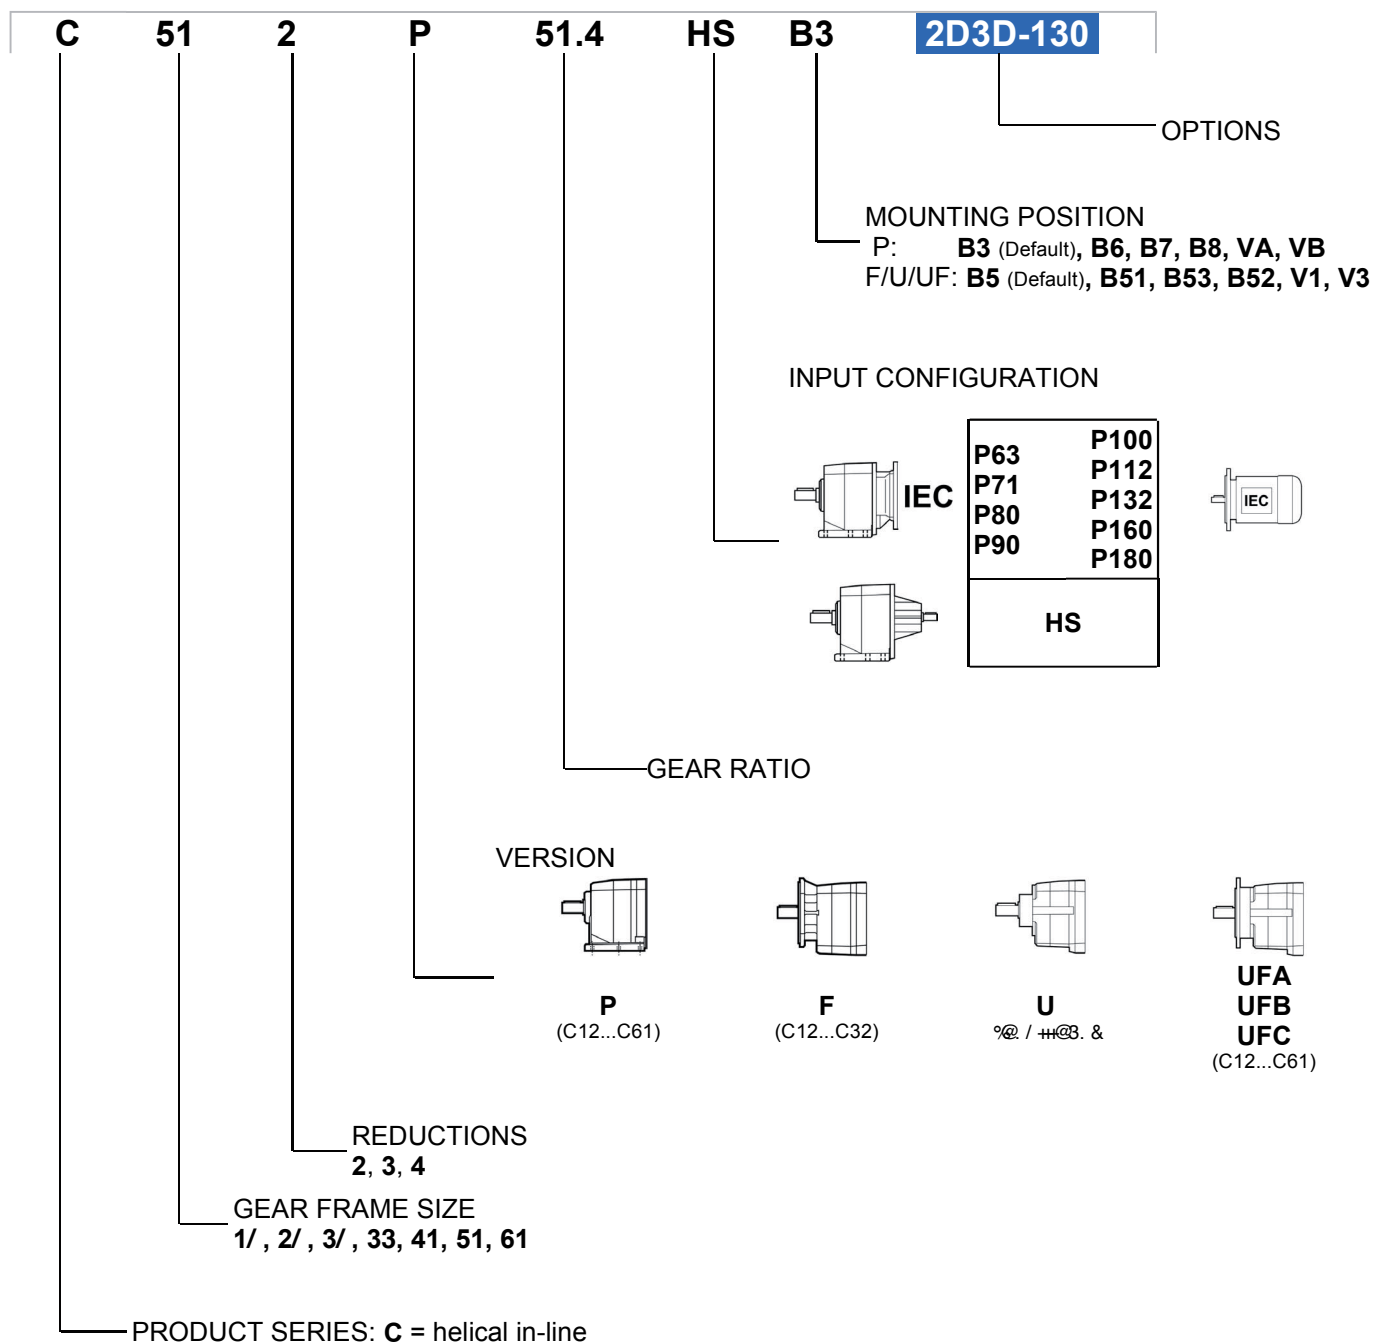 C 51 2 P 51.4 HS B3 2D3D-130
OPTIONS
MOUNTING POSITION
P: B3 (Default), B6, B7, B8, VA, VB
F/U/UF: B5 (Default), B51, B53, B52, V1, V3
INPUT CONFIGURATION
IEC
P63
P71
P80
P90
P100
P112
P132
P160
P180
IEC
HS
GEAR RATIO
VERSION
P
(C12...C61)
F
(C12...C32)
U
UFA
UFB
UFC
(C12...C61)
REDUCTIONS
2, 3, 4
GEAR FRAME SIZE
1/ , 2/ , 3/ , 33, 41, 51, 61
PRODUCT SERIES: C = helical in-line